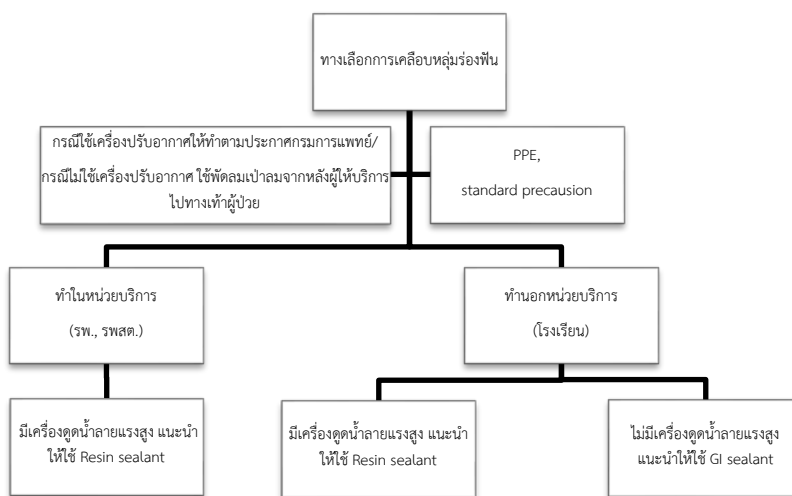 ทางเลือกการเคลือบหลุมร่องฟัน
กรณีใช้เครื่องปรับอากาศให้ทำตามประกาศกรมการแพทย์/
กรณีไม่ใช้เครื่องปรับอากาศ ใช้พัดลมเป่าลมจากหลังผู้ให้บริการ
ไปทางเท้าผู้ป่วย
PPE,
standard precausion
ทำในหน่วยบริการ
(รพ., รพสต.)
ทำนอกหน่วยบริการ
(โรงเรียน)
มีเครื่องดูดน้ำลายแรงสูง แนะนำ
ให้ใช้ Resin sealant
มีเครื่องดูดน้ำลายแรงสูง แนะนำ
ให้ใช้ Resin sealant
ไม่มีเครื่องดูดน้ำลายแรงสูง
แนะนำให้ใช้ GI sealant